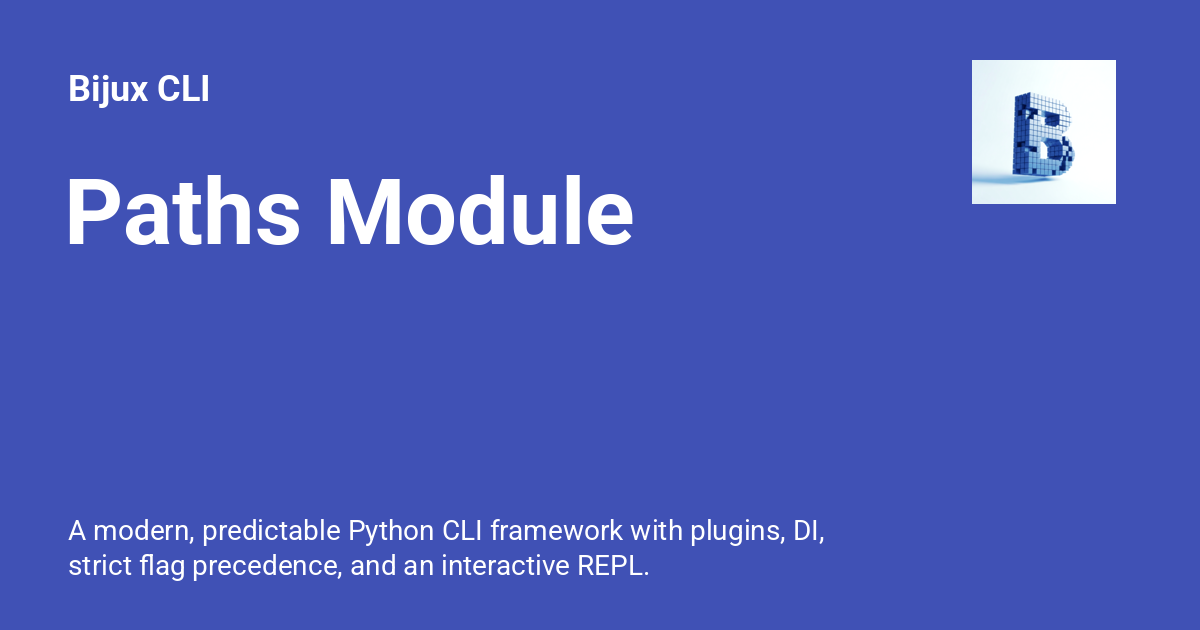 Bijux CLI
Paths Module
B
A modern, predictable Python CLI framework with plugins, DI,
strict flag precedence, and an interactive REPL.